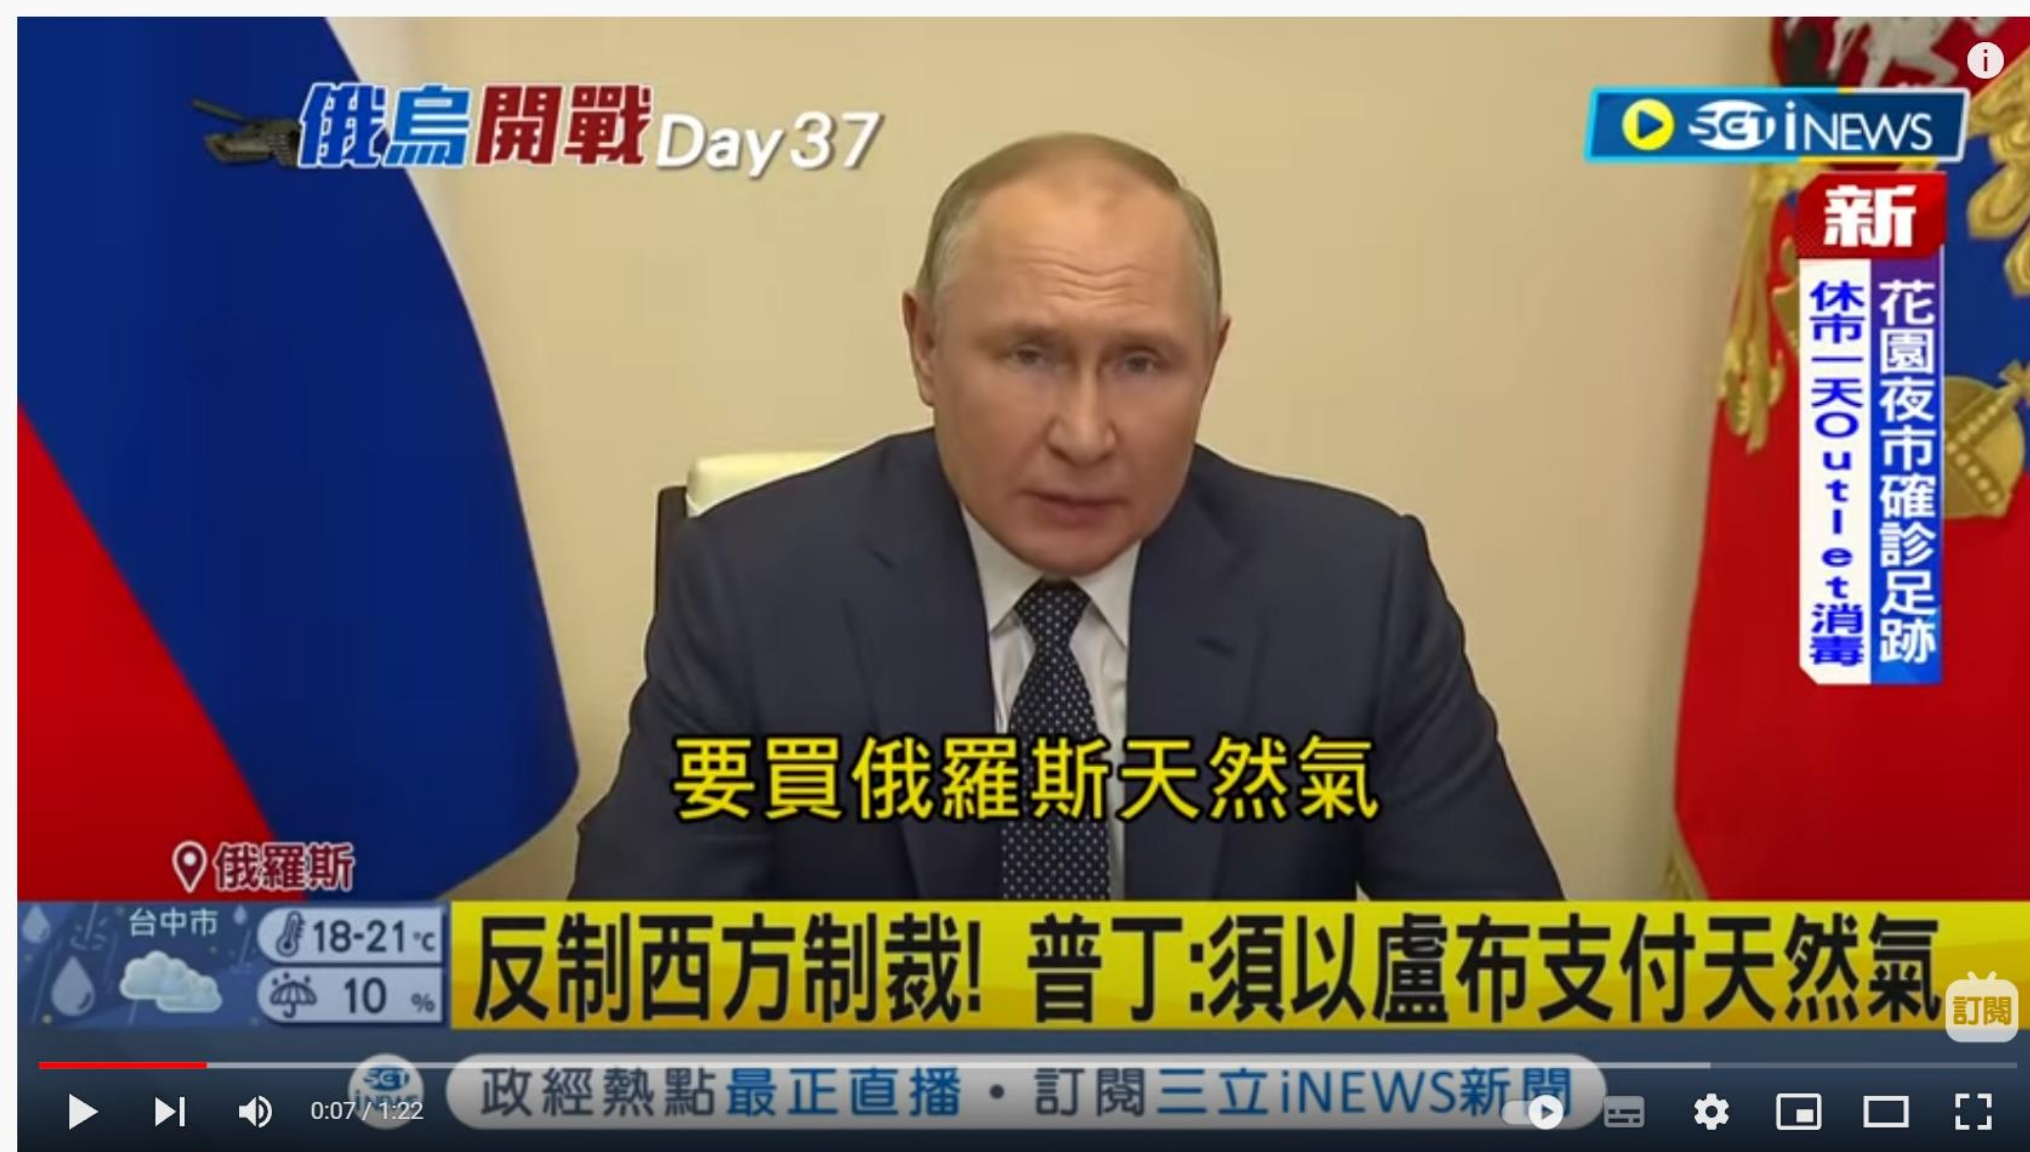 俄烏開戰Day37
SET iNEWS
新
花園夜市確診足跡
休市一天Outlet消毒
要買俄羅斯天然氣
俄羅斯
台中市
18-21°c
10 %
反制西方制裁! 普丁:須以盧布支付天然氣
訂閱
SET iNEWS
政經熱點最正直播・訂閱三立iNEWS新聞
0:07 / 1:22